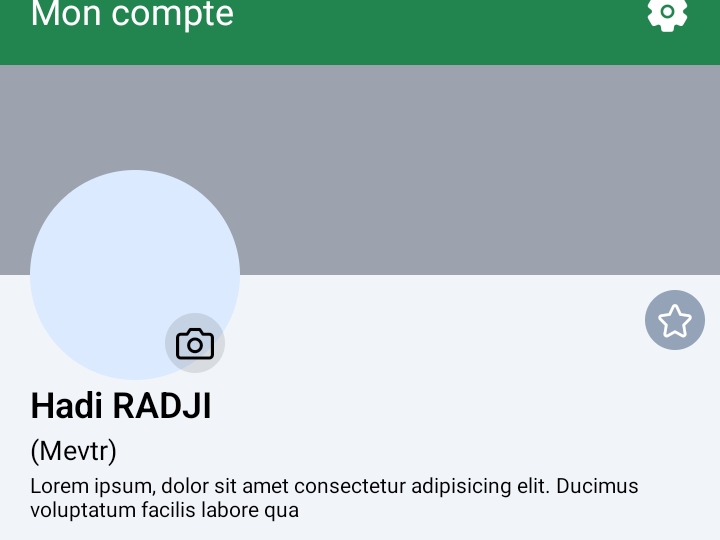 Mon compte
Hadi RADJI
(Mevtr)
Lorem ipsum, dolor sit amet consectetur adipisicing elit. Ducimus
voluptatum facilis labore qua